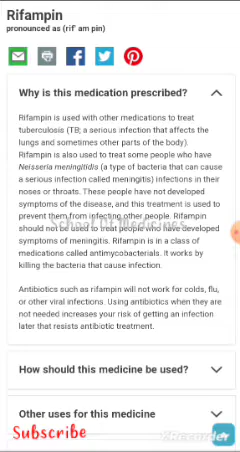 Rifampin
pronounced as (rif' am pin)
Why is this medication prescribed?
Rifampin is used with other medications to treat
tuberculosis (TB; a serious infection that affects the
lungs and sometimes other parts of the body).
Rifampin is also used to treat some people who have
Neisseria meningitidis (a type of bacteria that can cause
a serious infection called meningitis) infections in their
noses or throats. These people have not developed
symptoms of the disease, and this treatment is used to
prevent them from infecting other people. Rifampin
School Of Medicines
should not be used to treat people who have developed
symptoms of meningitis. Rifampin is in a class of
medications called antimycobacterials. It works by
killing the bacteria that cause infection.
Antibiotics such as rifampin will not work for colds, flu,
or other viral infections. Using antibiotics when they are
not needed increases your risk of getting an infection
later that resists antibiotic treatment.
How should this medicine be used?
Other uses for this medicine
Subscribe